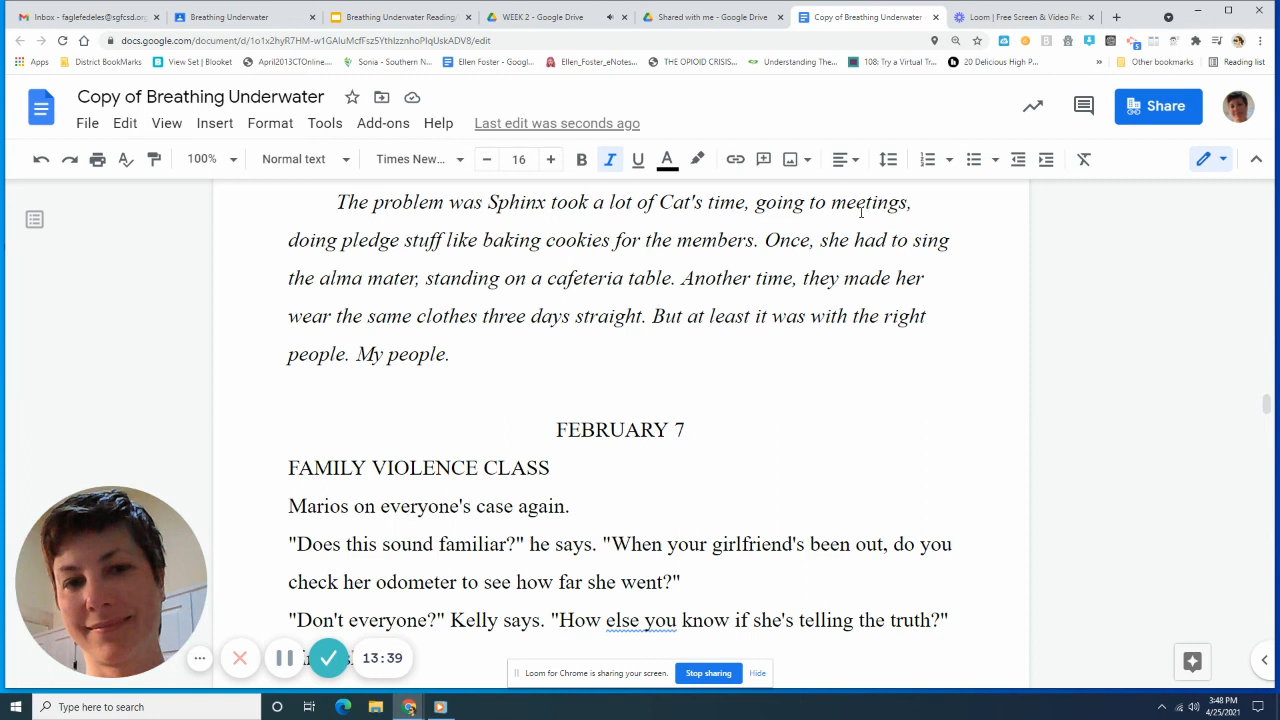 Inbox - faglefedeles@sgfcsd.org
Breathing Underwater
Breathing Underwater Reading/
WEEK 2 - Google Drive
Shared with me - Google Drive
Copy of Breathing Underwater
Loom | Free Screen & Video Re
docs.google.com/document/d/1o1x2hyR7HM-w1GAluMcfFsz5YthIzznhoPlqUskADV8/edit
Apps
District BookMarks
View Set | Blooket
April2013CTOnline...
Sonia - Southern N...
Ellen Foster - Googl...
Ellen_Foster_eNotes...
THE OPIOID CRISIS...
Understanding The...
108: Try a Virtual Tr...
20 Delicious High P...
»
Other bookmarks
Reading list
Copy of Breathing Underwater
File Edit View Insert Format Tools Add-ons Help Last edit was seconds ago
Share
100% Normal text Times New... 16 B I U A
The problem was Sphinx took a lot of Cat's time, going to meetings,
doing pledge stuff like baking cookies for the members. Once, she had to sing
the alma mater, standing on a cafeteria table. Another time, they made her
wear the same clothes three days straight. But at least it was with the right
people. My people.
FEBRUARY 7
FAMILY VIOLENCE CLASS
Marios on everyone's case again.
"Does this sound familiar?" he says. "When your girlfriend's been out, do you
check her odometer to see how far she went?"
"Don't everyone?" Kelly says. "How else you know if she's telling the truth?"
13:39
Loom for Chrome is sharing your screen.
Stop sharing
Hide
Type here to search
3:48 PM
4/25/2021